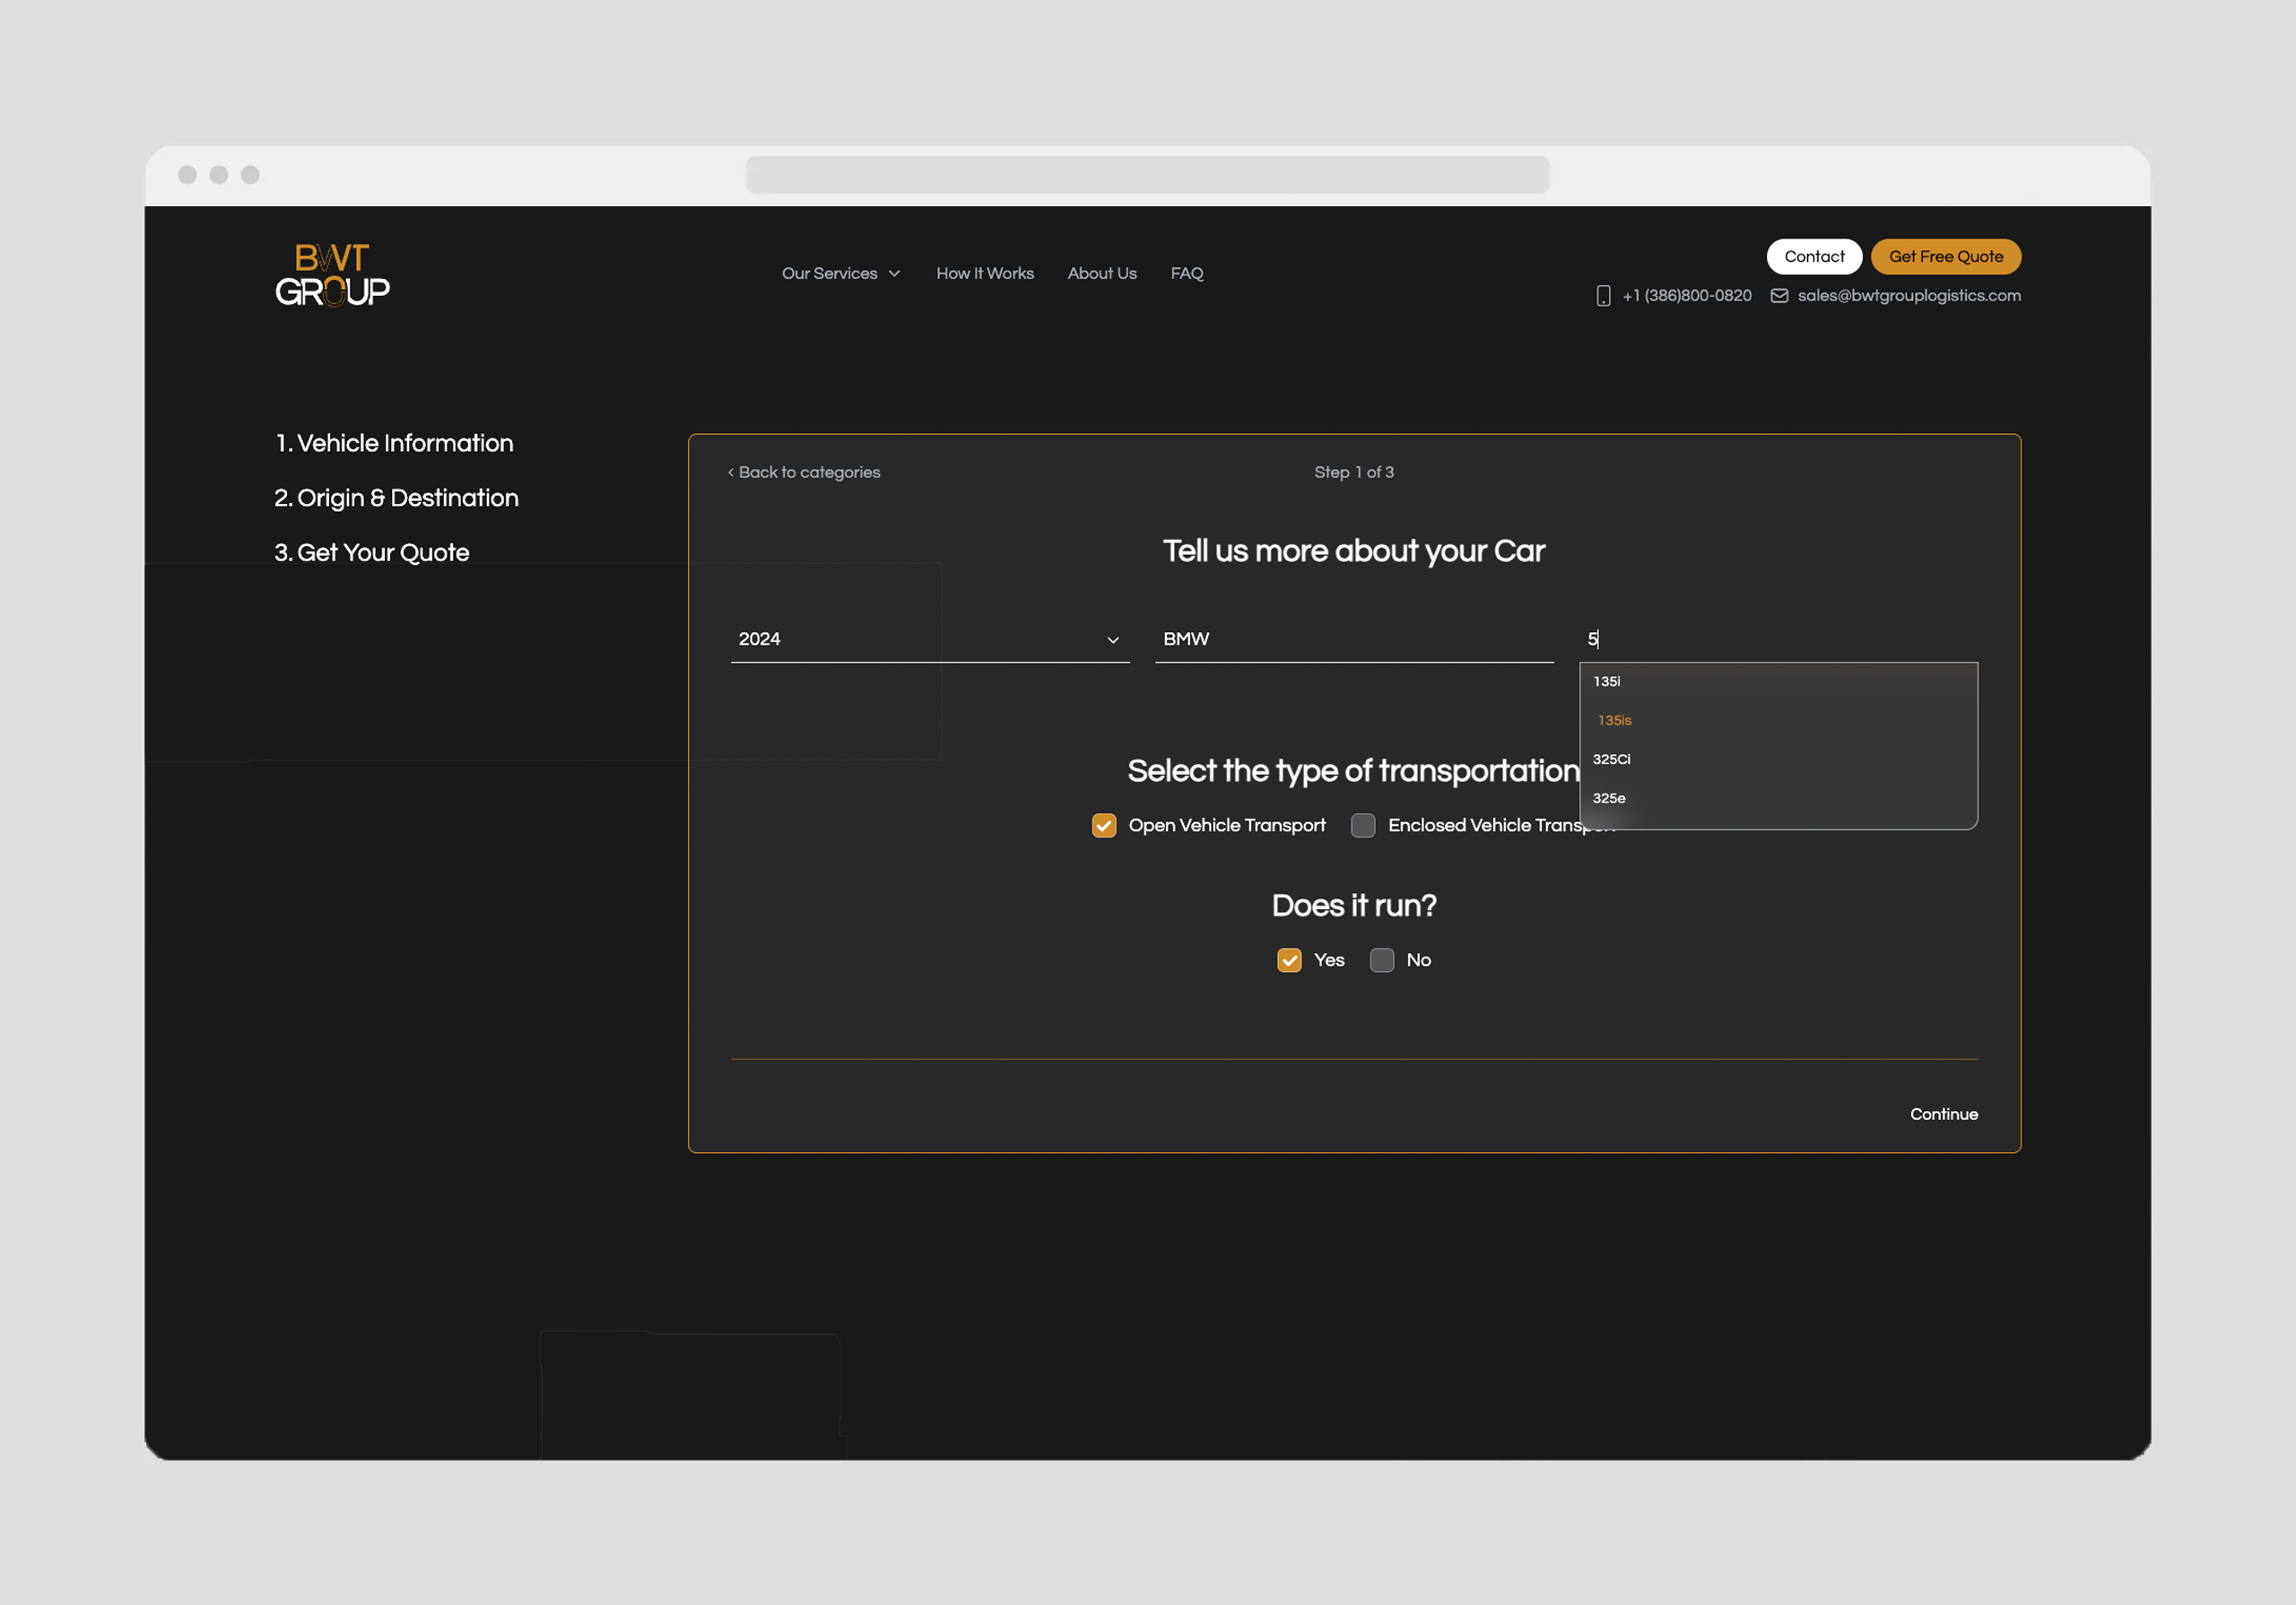 BWT
GROUP
Our Services
How It Works
About Us
FAQ
Contact
Get Free Quote
+1 (386)800-0820
sales@bwtgrouplogistics.com
1. Vehicle Information
2. Origin & Destination
3. Get Your Quote
< Back to categories
Step 1 of 3
Tell us more about your Car
2024
BMW
5
135i
135is
325Ci
325e
Select the type of transportation
Open Vehicle Transport
Enclosed Vehicle Transport
Does it run?
Yes
No
Continue